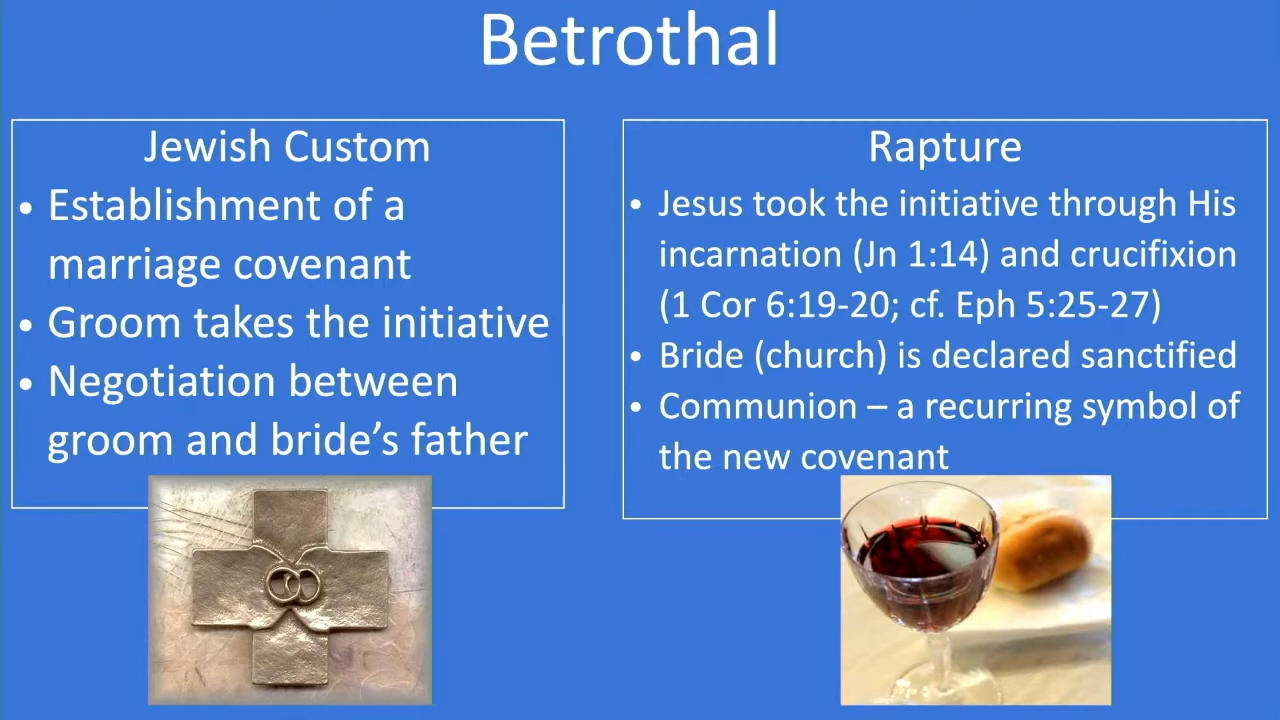 Betrothal
Jewish Custom
• Establishment of a
marriage covenant
• Groom takes the initiative
• Negotiation between
groom and bride’s father
Rapture
• Jesus took the initiative through His
incarnation (Jn 1:14) and crucifixion
(1 Cor 6:19-20; cf. Eph 5:25-27)
• Bride (church) is declared sanctified
• Communion – a recurring symbol of
the new covenant